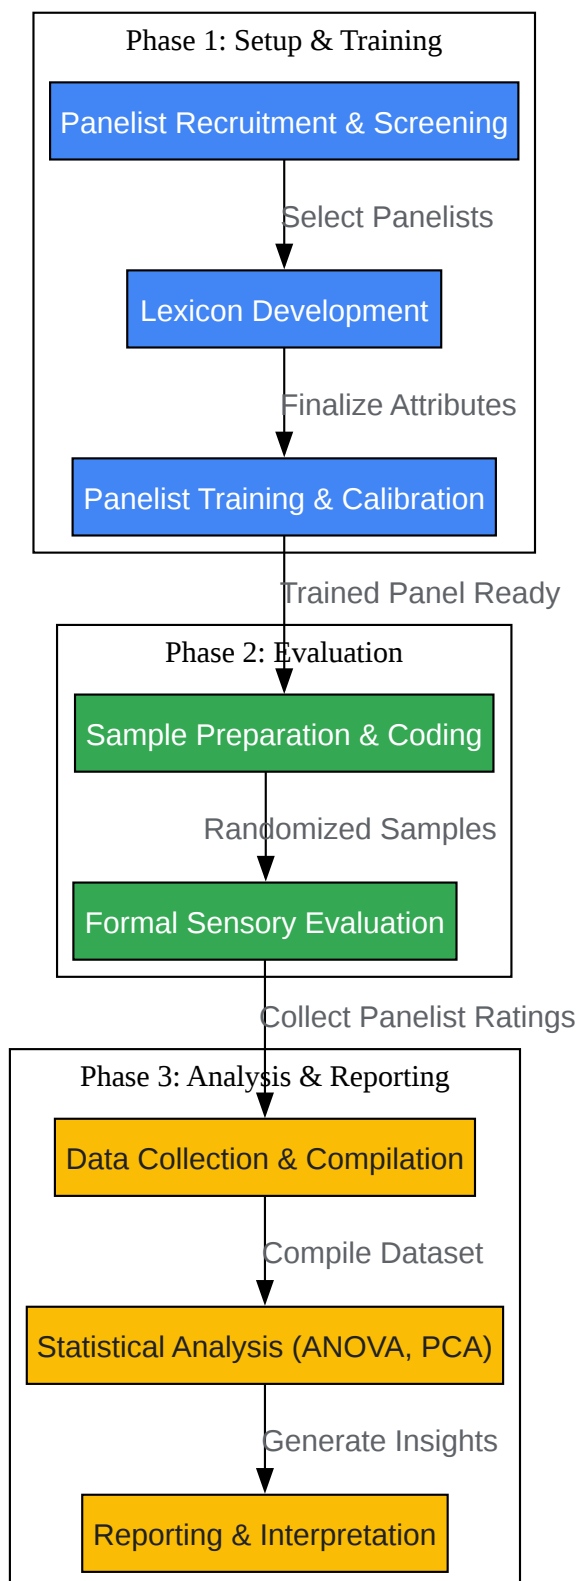 Phase 1: Setup & Training
Panelist Recruitment & Screening
Select Panelists
Lexicon Development
Finalize Attributes
Panelist Training & Calibration
Trained Panel Ready
Phase 2: Evaluation
Sample Preparation & Coding
Randomized Samples
Formal Sensory Evaluation
Collect Panelist Ratings
Phase 3: Analysis & Reporting
Data Collection & Compilation
Compile Dataset
Statistical Analysis (ANOVA, PCA)
Generate Insights
Reporting & Interpretation